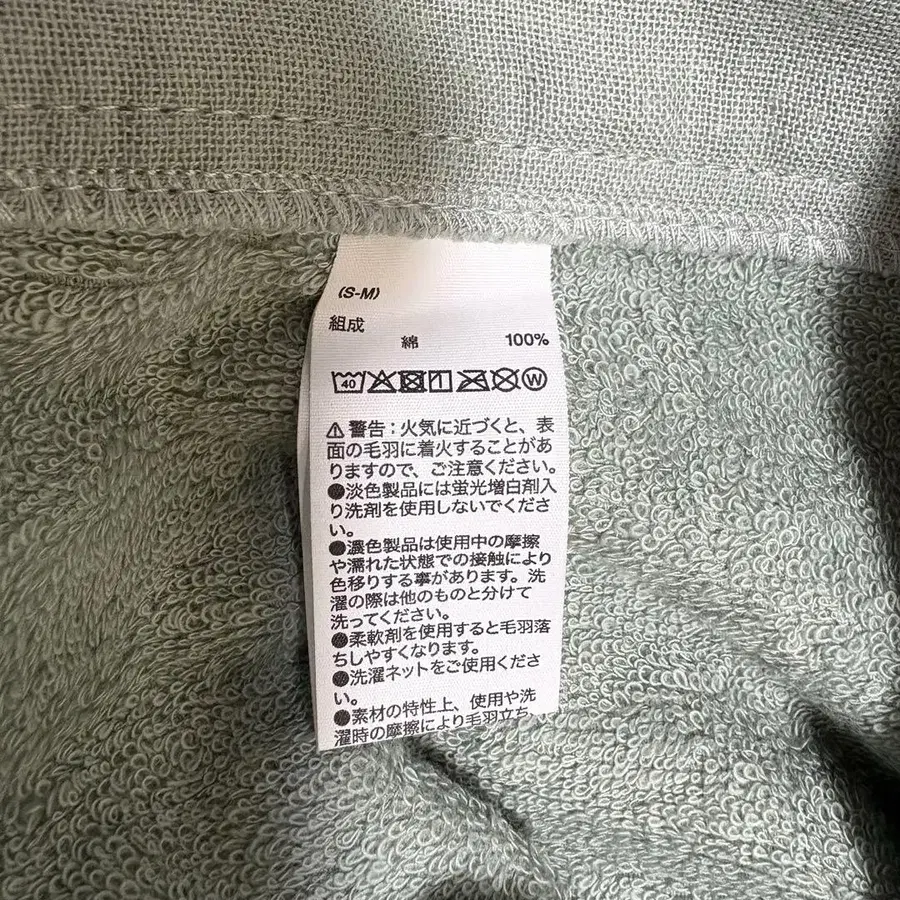 (S-M)
組成
綿 100%
40 W
警告:火気に近づくと、表
面の毛羽に着火することがあ
りますので、ご注意ください。
●淡色製品には蛍光増白剤入
り洗剤を使用しないでくださ
い。
●濃色製品は使用中の摩擦
や濡れた状態での接触により
色移りする事があります。洗
濯の際は他のものと分けて
洗ってください。
●柔軟剤を使用すると毛羽落
ちしやすくなります。
●洗濯ネットをご使用くださ
い。
●素材の特性上、使用や洗
濯時の摩擦により毛羽立ち、